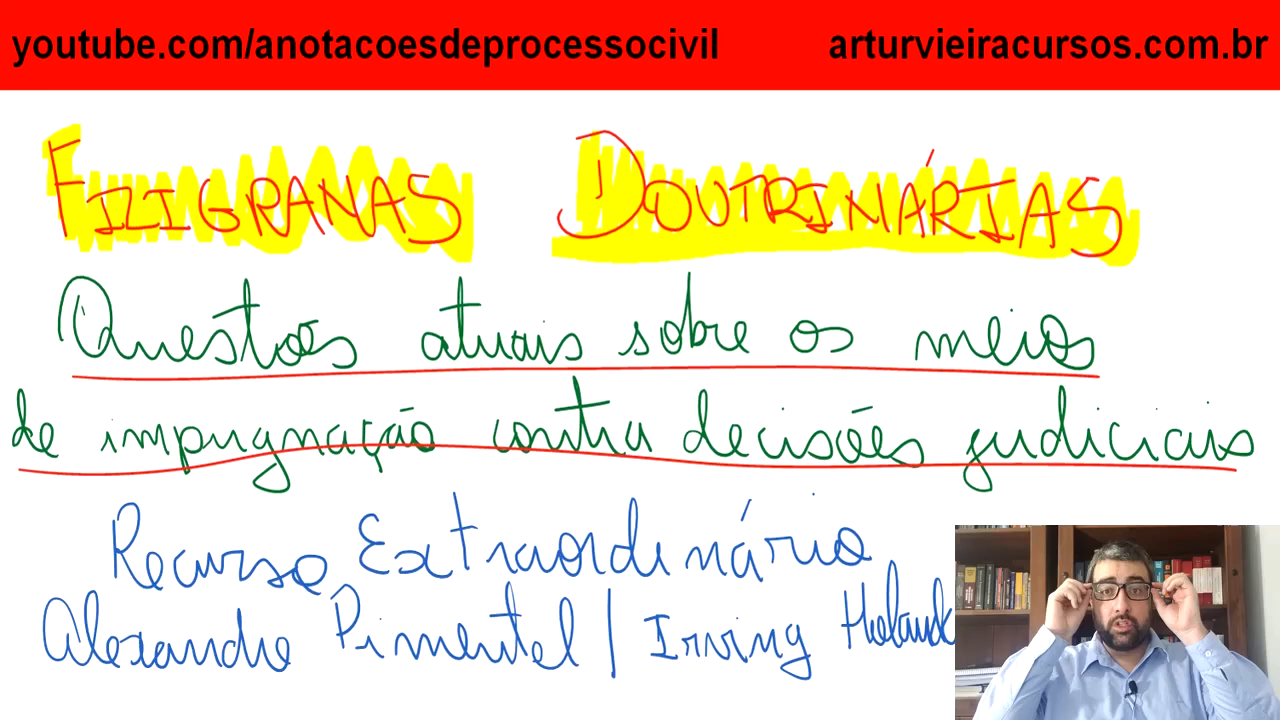 youtube.com/anotacoesdeprocessocivil arturvieiracursos.com.br
FILIGRANAS DOUTRINÁRIAS
Questões atuais sobre os meios
de impugnação contra decisões judiciais
Recurso Extraordinário
Alexandre Pimentel / Irving